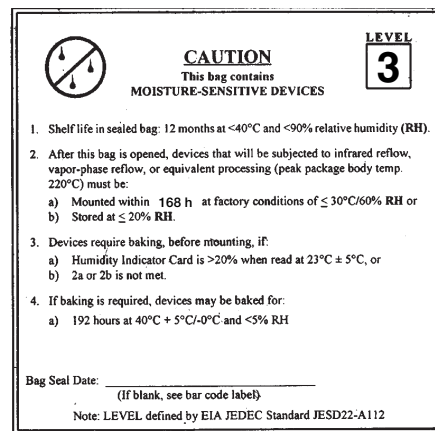 LEVEL
3
CAUTION
This bag contains
MOISTURE-SENSITIVE DEVICES
1. Shelf life in sealed bag: 12 months at <40°C and <90% relative humidity (RH).
2. After this bag is opened, devices that will be subjected to infrared reflow,
vapor-phase reflow, or equivalent processing (peak package body temp.
220°C) must be:
a) Mounted within 168 h at factory conditions of ≤ 30°C/60% RH or
b) Stored at ≤ 20% RH.
3. Devices require baking, before mounting, if:
a) Humidity Indicator Card is >20% when read at 23°C ± 5°C, or
b) 2a or 2b is not met.
4. If baking is required, devices may be baked for:
a) 192 hours at 40°C + 5°C/-0°C and <5% RH
Bag Seal Date:
(If blank, see bar code label)
Note: LEVEL defined by EIA JEDEC Standard JESD22-A112